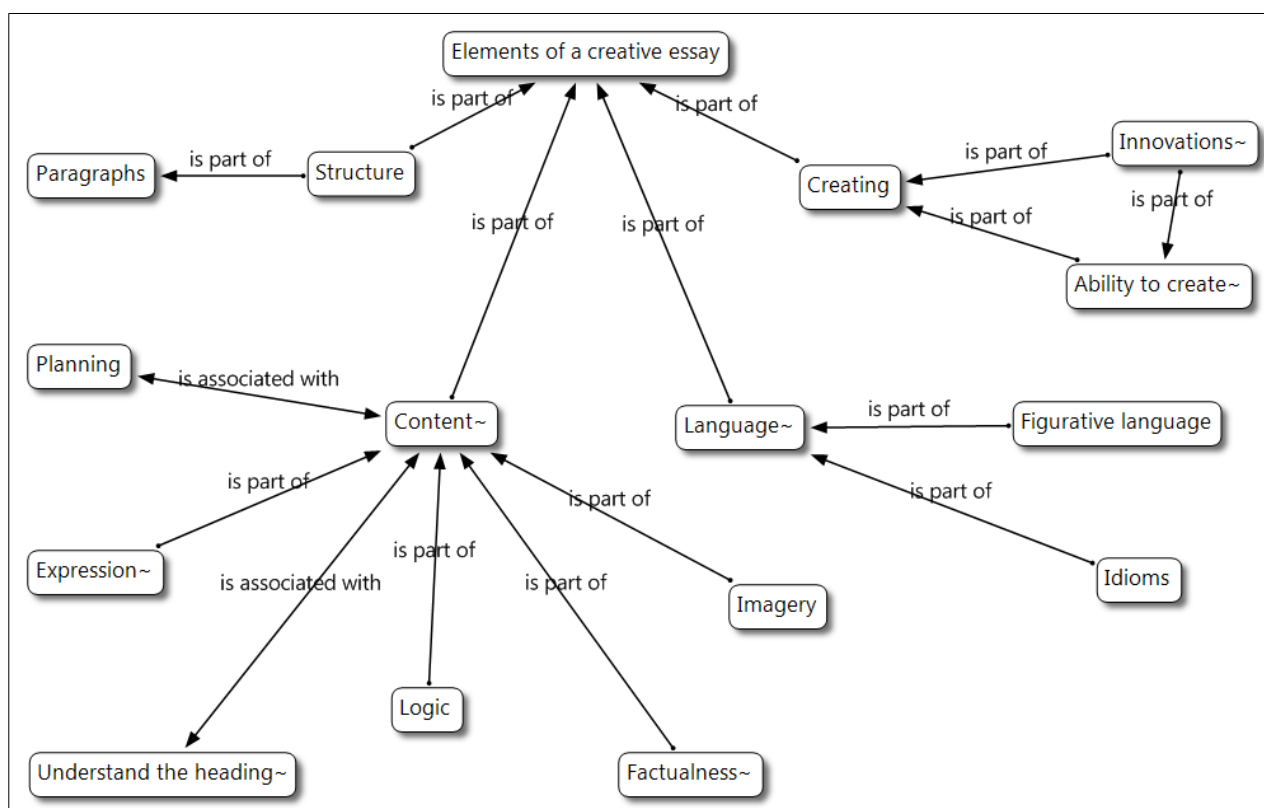 Elements of a creative essay
is part of
is part of
Innovations~
is part of
is part of
Paragraphs
Structure
Creating
is part of
is part of
is part of
is part of
Ability to create~
Planning
is associated with
Content~
Language~
is part of
Figurative language
is part of
is part of
is part of
Expression~
is part of
is associated with
is part of
Imagery
Idioms
Logic
Understand the heading~
Factualness~